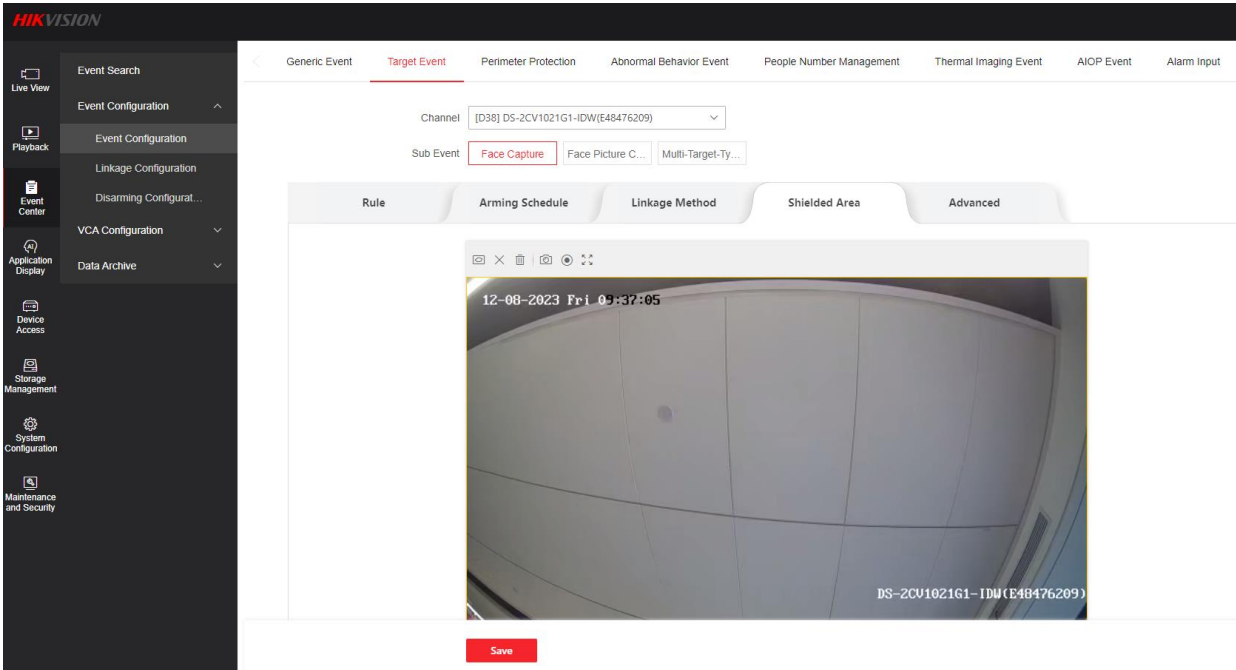 HIKVISION
Live View
Playback
Event
Center
Application
Display
Device
Access
Storage
Management
System
Configuration
Maintenance
and Security
Event Search
Event Configuration
Event Configuration
Linkage Configuration
Disarming Configurat...
VCA Configuration
Data Archive
Generic Event Target Event Perimeter Protection Abnormal Behavior Event People Number Management Thermal Imaging Event AIOP Event Alarm Input
Channel [D38] DS-2CV1021G1-IDW(E48476209)
Sub Event Face Capture Face Picture C... Multi-Target-Ty...
Rule Arming Schedule Linkage Method Shielded Area Advanced
12-08-2023 Fri 09:37:05
DS-2CV1021G1-IDW(E48476209)
Save